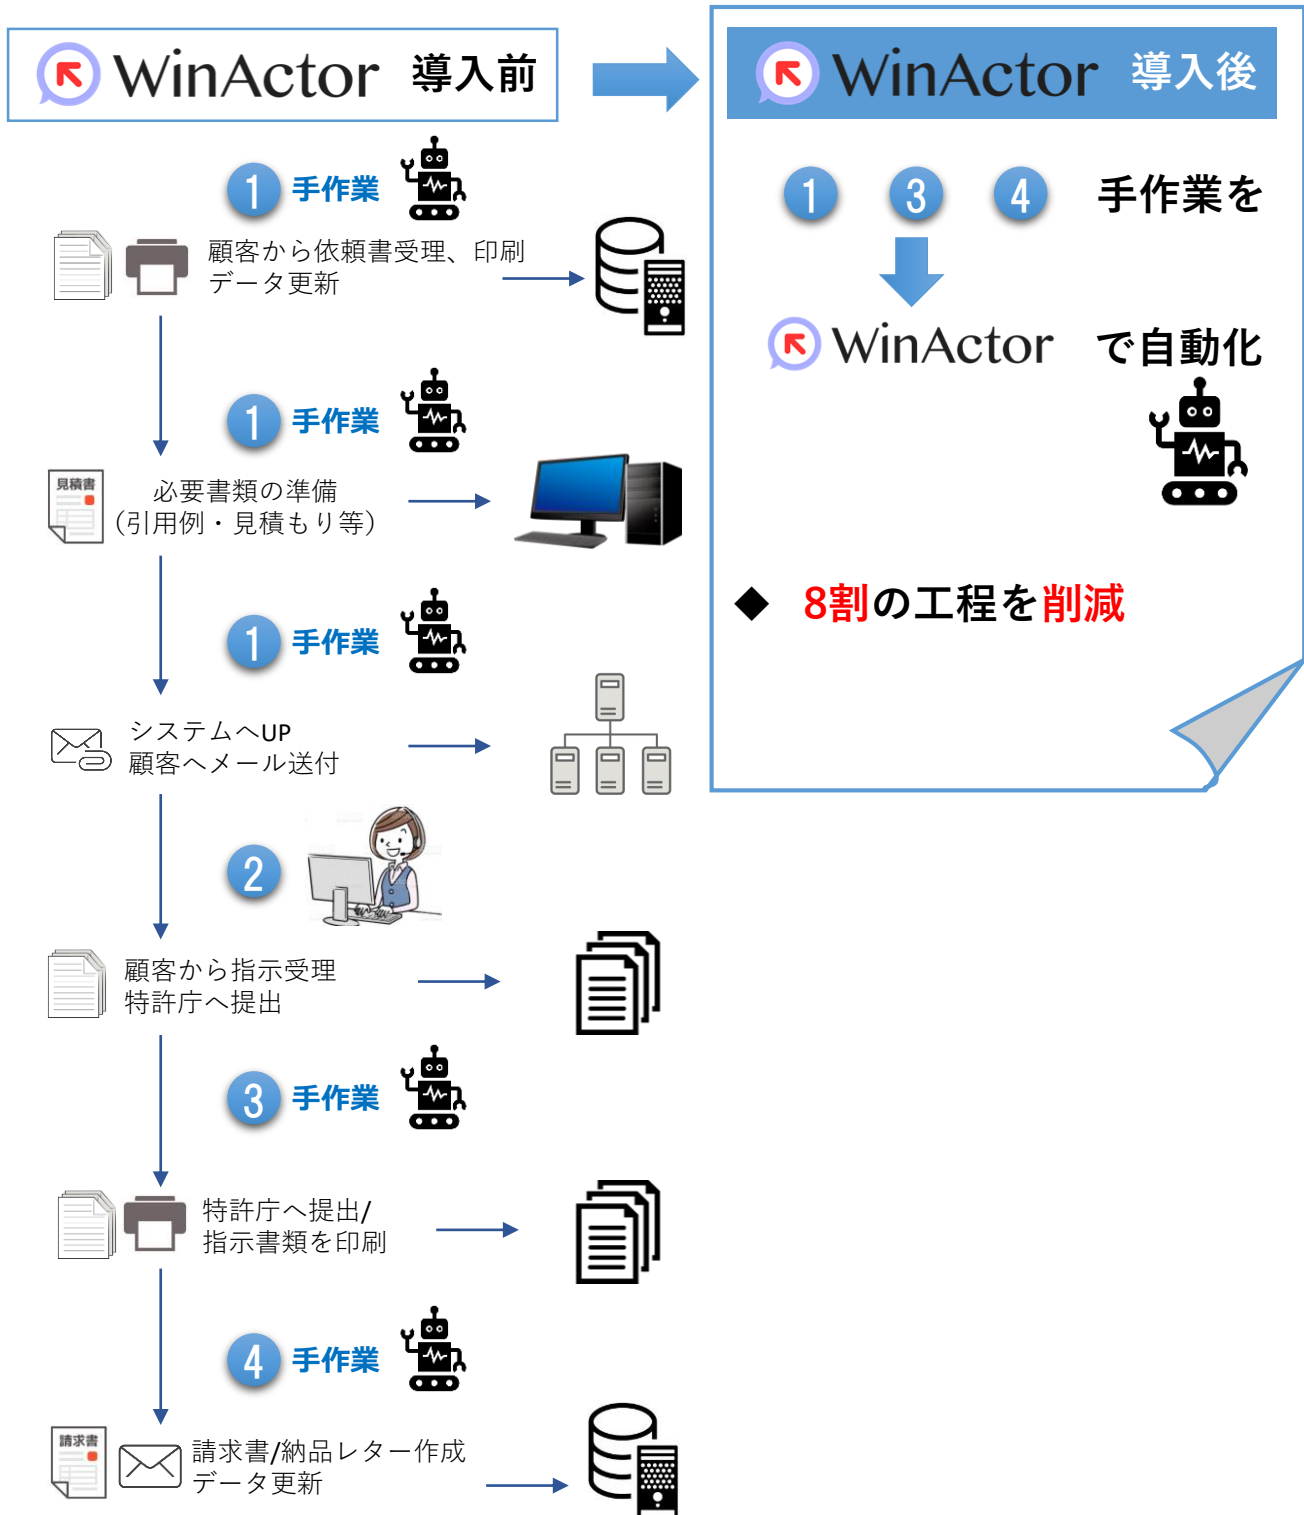 WinActor 導入前
① 手作業
顧客から依頼書受理、印刷
データ更新
① 手作業
見積書
必要書類の準備
(引用例・見積もり等)
① 手作業
システムへUP
顧客へメール送付
②
顧客から指示受理
特許庁へ提出
③ 手作業
特許庁へ提出/
指示書類を印刷
④ 手作業
請求書
請求書/納品レター作成
データ更新
WinActor 導入後
① ③ ④ 手作業を
WinActor で自動化
◆ 8割の工程を削減